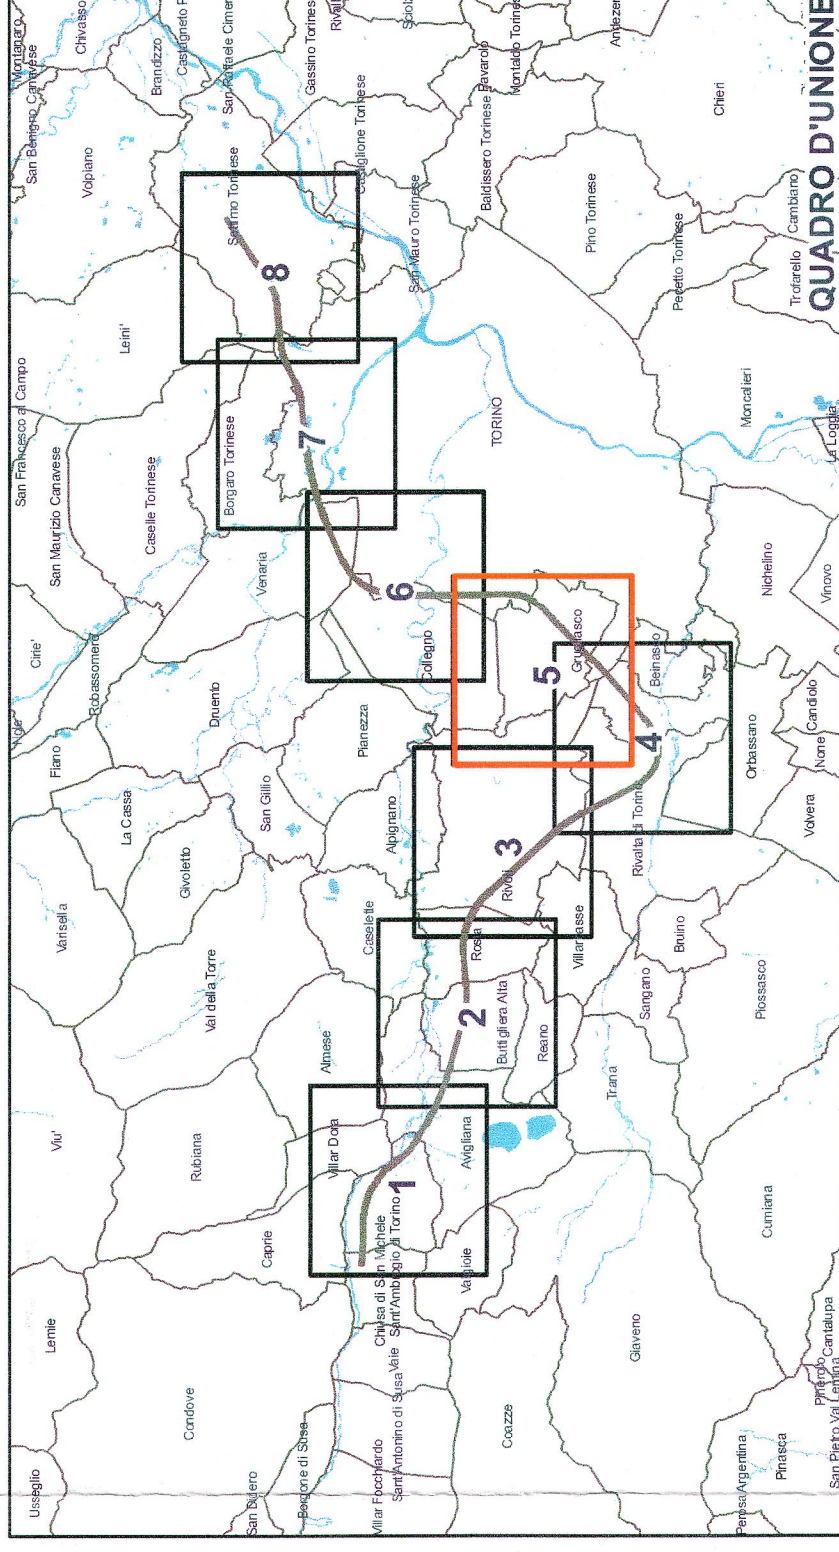 Usseglio
Lemie
Viu'
Varisella
Fiano
Cirie'
San Francesco al Campo
Montanaro
San Benigno Canavese
Chivasso
Condove
Rubiana
Val della Torre
Givoletto
La Cassa
Robassomero
San Maurizio Canavese
Caselle Torinese
Leini'
Volpiano
Brandizzo
Castagneto P
San Raffaele Cimen
San Didero
Borgone di Susa
Caprie
Villar Dora
Almese
Caselette
San Gillio
Druento
Venaria
Borgaro Torinese
Settimo Torinese
Gassino Torines
Castiglione Torinese
Villar Focchiardo
Sant'Antonino di Susa
Vaie
Chiusa di San Michele
Sant'Ambrogio di Torino
Alpignano
Pianezza
Collegno
San Mauro Torinese
1
2
3
4
5
6
7
8
Vagioie
Avigliana
Buttigliera Alta
Rosta
Rivoli
Grugliasco
TORINO
Baldissero Torinese
Pavarolo
Montaldo Torines
Coazze
Reano
Villarbasse
Giaveno
Trana
Sangano
Bruino
Rivalta di Torino
Beinasco
Pino Torinese
Pecetto Torinese
Andezen
Chieri
Perosa Argentina
Pinasca
Cumiana
Piossasco
Volvera
Orbassano
None
Candiolo
Nichelino
Vinovo
Moncalieri
La Loggia
Trofarello
Cambiano
San Pietro Val Lemina
Pinerolo
Cantalupa
QUADRO D'UNIONE